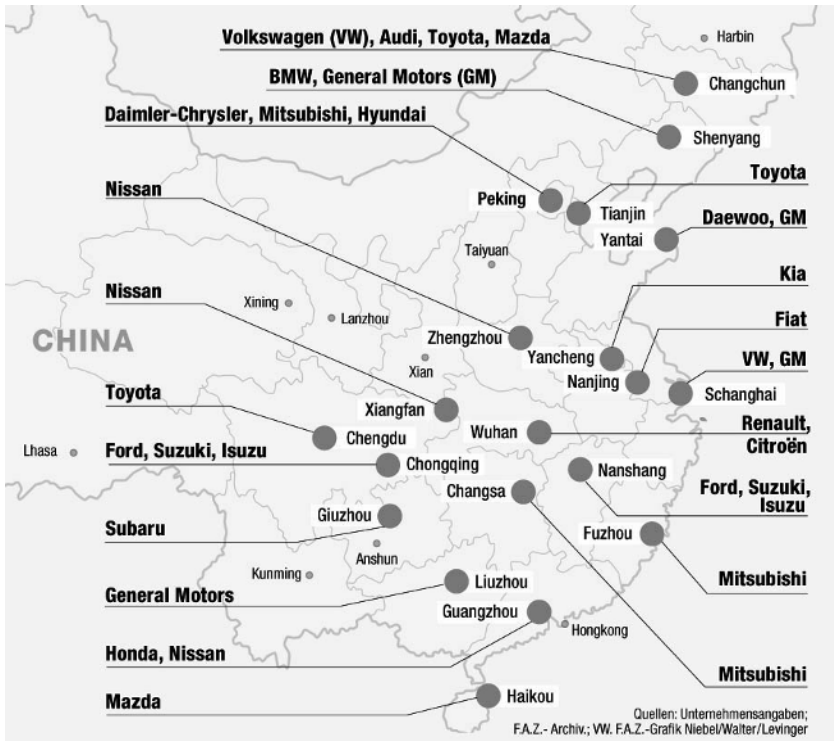 Harbin
Volkswagen (VW), Audi, Toyota, Mazda
Changchun
BMW, General Motors (GM)
Shenyang
Daimler-Chrysler, Mitsubishi, Hyundai
Toyota
Nissan
Peking
Tianjin
Daewoo, GM
Yantai
Taiyuan
Kia
Nissan
Xining
Lanzhou
Fiat
CHINA
Zhengzhou
Yancheng
VW, GM
Xian
Nanjing
Schanghai
Toyota
Xiangfan
Renault,
Citroën
Wuhan
Chengdu
Lhasa
Ford, Suzuki, Isuzu
Chongqing
Nanshang
Changsa
Ford, Suzuki,
Isuzu
Giuzhou
Subaru
Fuzhou
Anshun
Kunming
Liuzhou
Mitsubishi
General Motors
Guangzhou
Hongkong
Honda, Nissan
Mitsubishi
Mazda
Haikou
Quellen: Unternehmensangaben;
F.A.Z.- Archiv.; VW. F.A.Z.-Grafik Niebel/Walter/Levinger